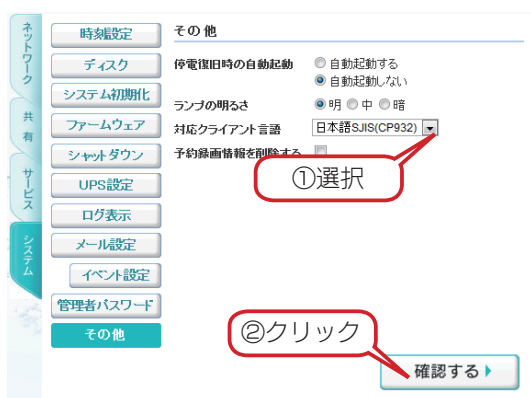 ネットワーク
共有
サービス
システム
時刻設定
ディスク
システム初期化
ファームウェア
シャットダウン
UPS設定
ログ表示
メール設定
イベント設定
管理者パスワード
その他
その他
停電復旧時の自動起動 自動起動する
自動起動しない
ランプの明るさ 明 中 暗
対応クライアント言語 日本語SJIS(CP932)
予約録画情報を削除する
①選択
②クリック
確認する